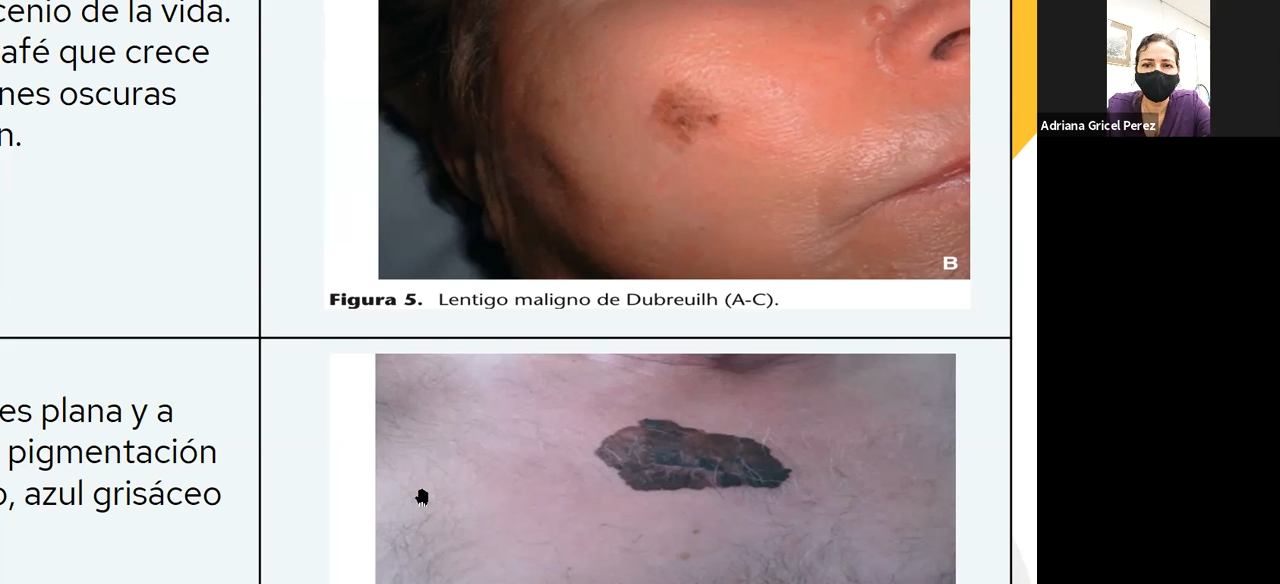 cenio de la vida.
afé que crece
nes oscuras
n.
B
Figura 5. Lentigo maligno de Dubreuilh (A-C).
es plana y a
pigmentación
o, azul grisáceo
Adriana Gricel Perez